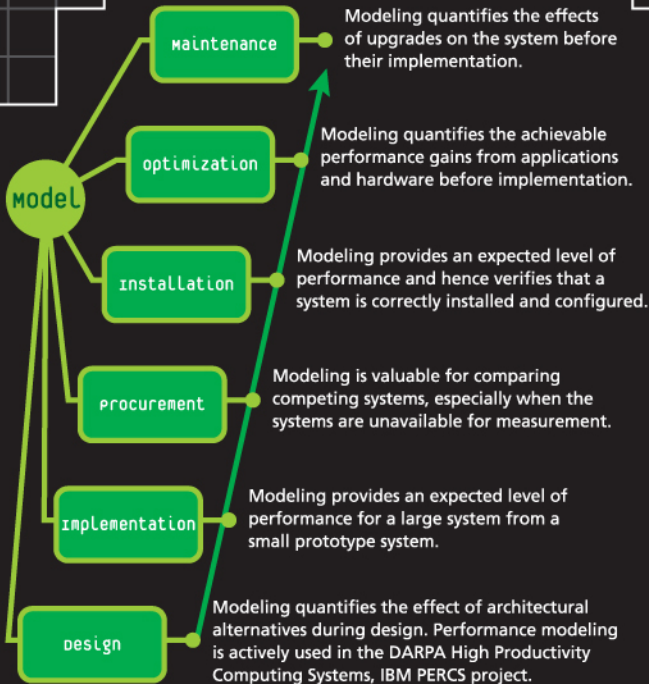 Maintenance
Modeling quantifies the effects
of upgrades on the system before
their implementation.
Optimization
Modeling quantifies the achievable
performance gains from applications
and hardware before implementation.
Model
Installation
Modeling provides an expected level of
performance and hence verifies that a
system is correctly installed and configured.
Procurement
Modeling is valuable for comparing
competing systems, especially when the
systems are unavailable for measurement.
Implementation
Modeling provides an expected level of
performance for a large system from a
small prototype system.
Design
Modeling quantifies the effect of architectural
alternatives during design. Performance modeling
is actively used in the DARPA High Productivity
Computing Systems, IBM PERCS project.